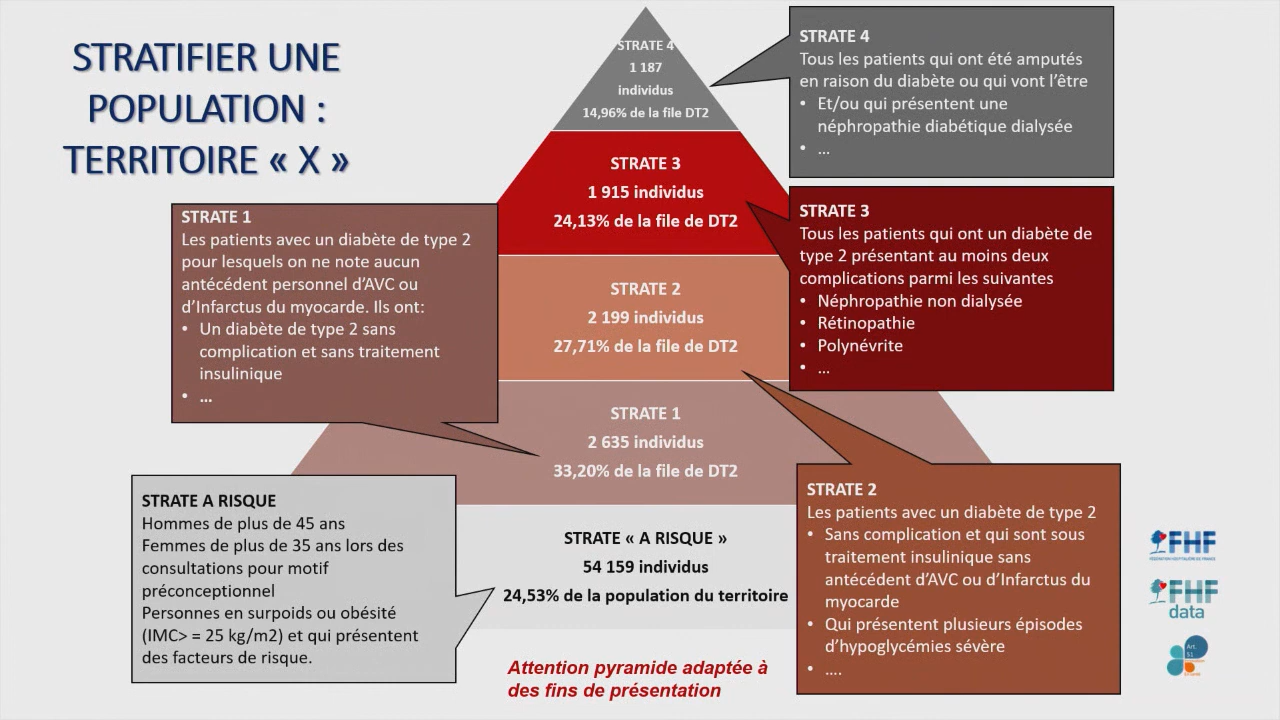 STRATIFIER UNE
POPULATION :
TERRITOIRE « X »
STRATE 4
1 187
individus
14,96% de la file DT2
STRATE 4
Tous les patients qui ont été amputés
en raison du diabète ou qui vont l’être
• Et/ou qui présentent une
néphropathie diabétique dialysée
• ...
STRATE 3
1 915 individus
24,13% de la file de DT2
STRATE 3
Tous les patients qui ont un diabète de
type 2 présentant au moins deux
complications parmi les suivantes
• Néphropathie non dialysée
• Rétinopathie
• Polynévrite
• ...
STRATE 1
Les patients avec un diabète de type 2
pour lesquels on ne note aucun
antécédent personnel d’AVC ou
d’Infarctus du myocarde. Ils ont:
• Un diabète de type 2 sans
complication et sans traitement
insulinique
• ...
STRATE 2
2 199 individus
27,71% de la file de DT2
STRATE 1
2 635 individus
33,20% de la file de DT2
STRATE 2
Les patients avec un diabète de type 2
• Sans complication et qui sont sous
traitement insulinique sans
antécédent d’AVC ou d’Infarctus du
myocarde
• Qui présentent plusieurs épisodes
d’hypoglycémies sévère
• ....
STRATE A RISQUE
Hommes de plus de 45 ans
Femmes de plus de 35 ans lors des
consultations pour motif
préconceptionnel
Personnes en surpoids ou obésité
(IMC> = 25 kg/m2) et qui présentent
des facteurs de risque.
STRATE « A RISQUE »
54 159 individus
24,53% de la population du territoire
Attention pyramide adaptée à
des fins de présentation
FHF
FÉDÉRATION HOSPITALIÈRE DE FRANCE
FHF
data
Art.
51